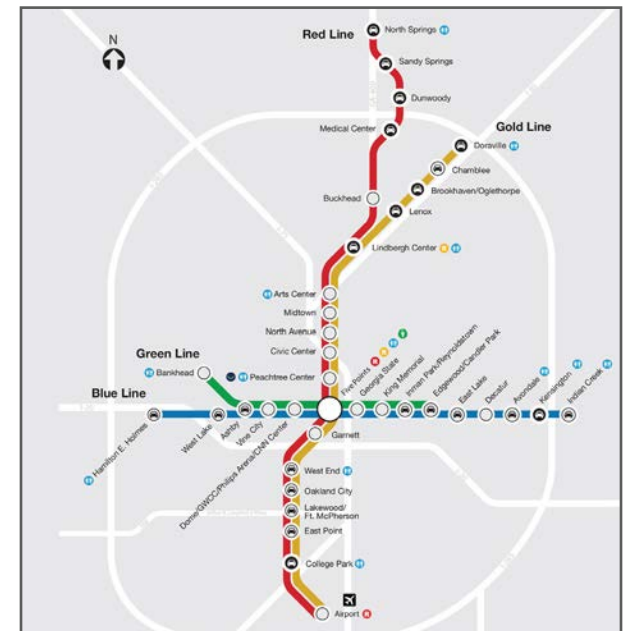 N
Red Line
North Springs
Sandy Springs
Dunwoody
Medical Center
Gold Line
Doraville
Chamblee
Brookhaven/Oglethorpe
Buckhead
Lenox
Lindbergh Center
Arts Center
Midtown
North Avenue
Civic Center
Green Line
Bankhead
Peachtree Center
Five Points
Georgia State
King Memorial
Inman Park/Reynoldstown
Edgewood/Candler Park
East Lake
Decatur
Avondale
Kensington
Indian Creek
Blue Line
Hamilton E. Holmes
West Lake
Ashby
Vine City
Dome/GWCC/Philips Arena/CNN Center
Garnett
West End
Oakland City
Lakewood/
Ft. McPherson
East Point
College Park
Airport